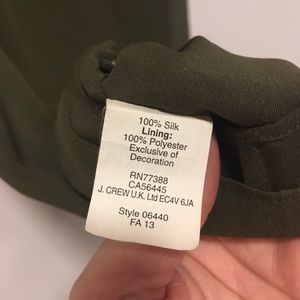 100% Silk
Lining:
100% Polyester
Exclusive of
Decoration
RN77388
CA56445
J. CREW U.K. Ltd EC4V 6JA
Style 06440
FA 13